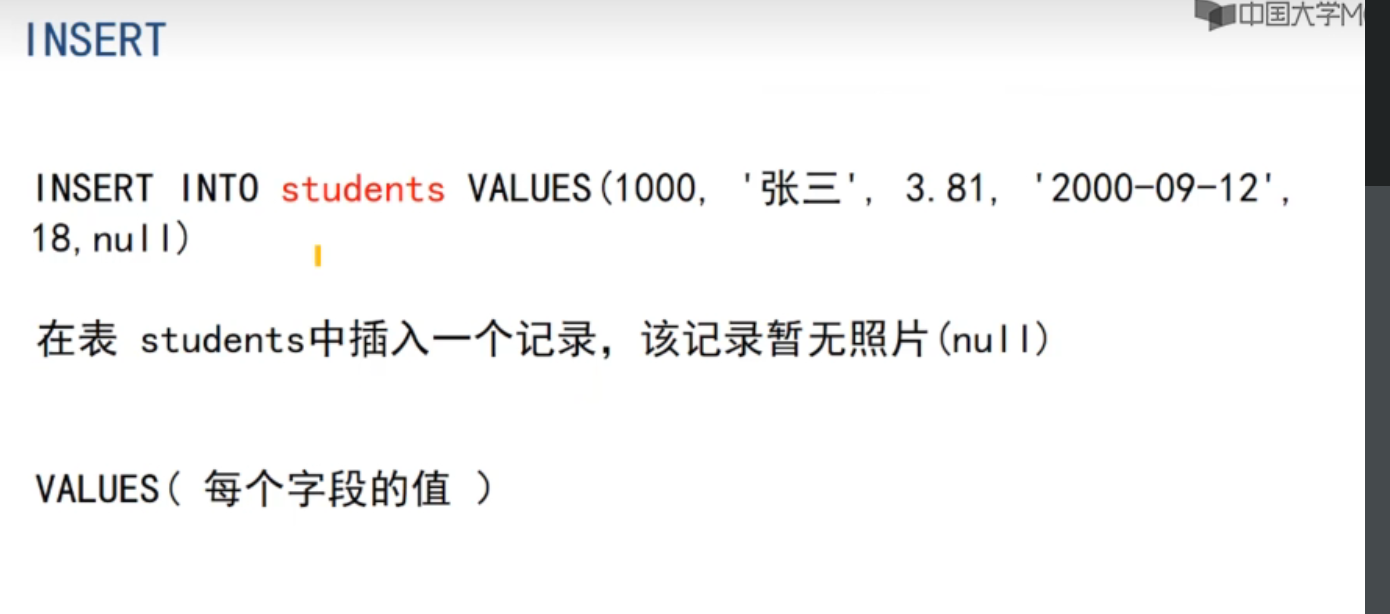 中国大学M
INSERT
INSERT INTO students VALUES(1000, '张三', 3.81, '2000-09-12',
18,null)
在表 students中插入一个记录，该记录暂无照片(null)
VALUES( 每个字段的值 )